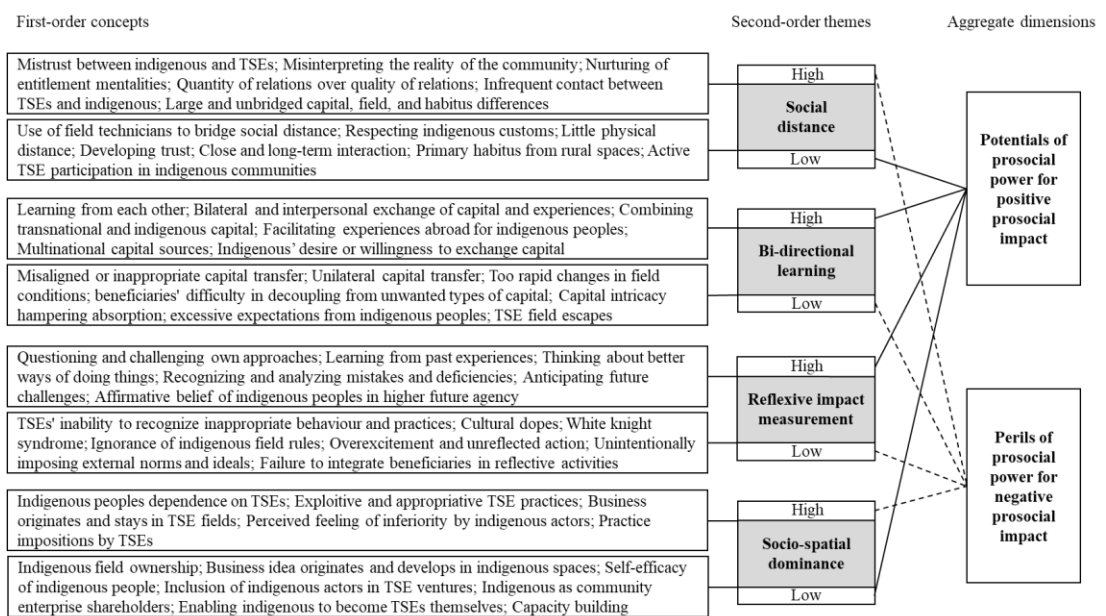 First-order concepts
Second-order themes
Aggregate dimensions
Mistrust between indigenous and TSEs; Misinterpreting the reality of the community; Nurturing of
entitlement mentalities; Quantity of relations over quality of relations; Infrequent contact between
TSEs and indigenous; Large and unbridged capital, field, and habitus differences
Use of field technicians to bridge social distance; Respecting indigenous customs; Little physical
distance; Developing trust; Close and long-term interaction; Primary habitus from rural spaces; Active
TSE participation in indigenous communities
High
Social
distance
Low
Learning from each other; Bilateral and interpersonal exchange of capital and experiences; Combining
transnational and indigenous capital; Facilitating experiences abroad for indigenous peoples;
Multinational capital sources; Indigenous' desire or willingness to exchange capital
Misaligned or inappropriate capital transfer; Unilateral capital transfer; Too rapid changes in field
conditions; beneficiaries' difficulty in decoupling from unwanted types of capital; Capital intricacy
hampering absorption; excessive expectations from indigenous peoples; TSE field escapes
High
Bi-directional
learning
Low
Questioning and challenging own approaches; Learning from past experiences; Thinking about better
ways of doing things; Recognizing and analyzing mistakes and deficiencies; Anticipating future
challenges; Affirmative belief of indigenous peoples in higher future agency
TSEs' inability to recognize inappropriate behaviour and practices; Cultural dopes; White knight
syndrome; Ignorance of indigenous field rules; Overexcitement and unreflected action; Unintentionally
imposing external norms and ideals; Failure to integrate beneficiaries in reflective activities
High
Reflexive impact
measurement
Low
Indigenous peoples dependence on TSEs; Exploitive and appropriative TSE practices; Business
originates and stays in TSE fields; Perceived feeling of inferiority by indigenous actors; Practice
impositions by TSEs
Indigenous field ownership; Business idea originates and develops in indigenous spaces; Self-efficacy
of indigenous people; Inclusion of indigenous actors in TSE ventures; Indigenous as community
enterprise shareholders; Enabling indigenous to become TSEs themselves; Capacity building
High
Socio-spatial
dominance
Low
Potentials of
prosocial
power for
positive
prosocial
impact
Perils of
prosocial
power for
negative
prosocial
impact